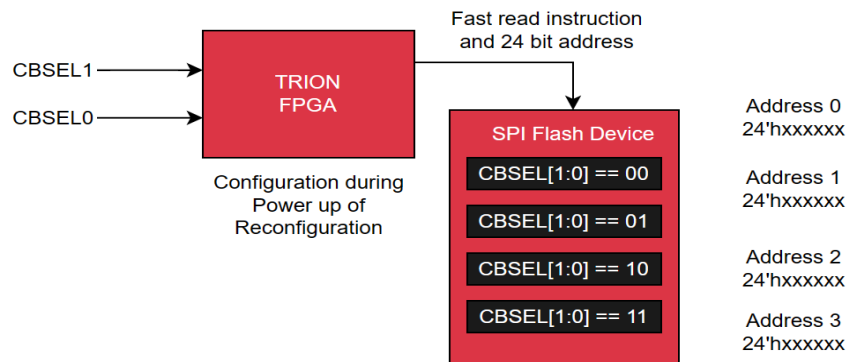 Fast read instruction
and 24 bit address
CBSEL1
CBSEL0
TRION
FPGA
Configuration during
Power up of
Reconfiguration
SPI Flash Device
CBSEL[1:0] == 00
CBSEL[1:0] == 01
CBSEL[1:0] == 10
CBSEL[1:0] == 11
Address 0
24'hxxxxxx
Address 1
24'hxxxxxx
Address 2
24'hxxxxxx
Address 3
24'hxxxxxx